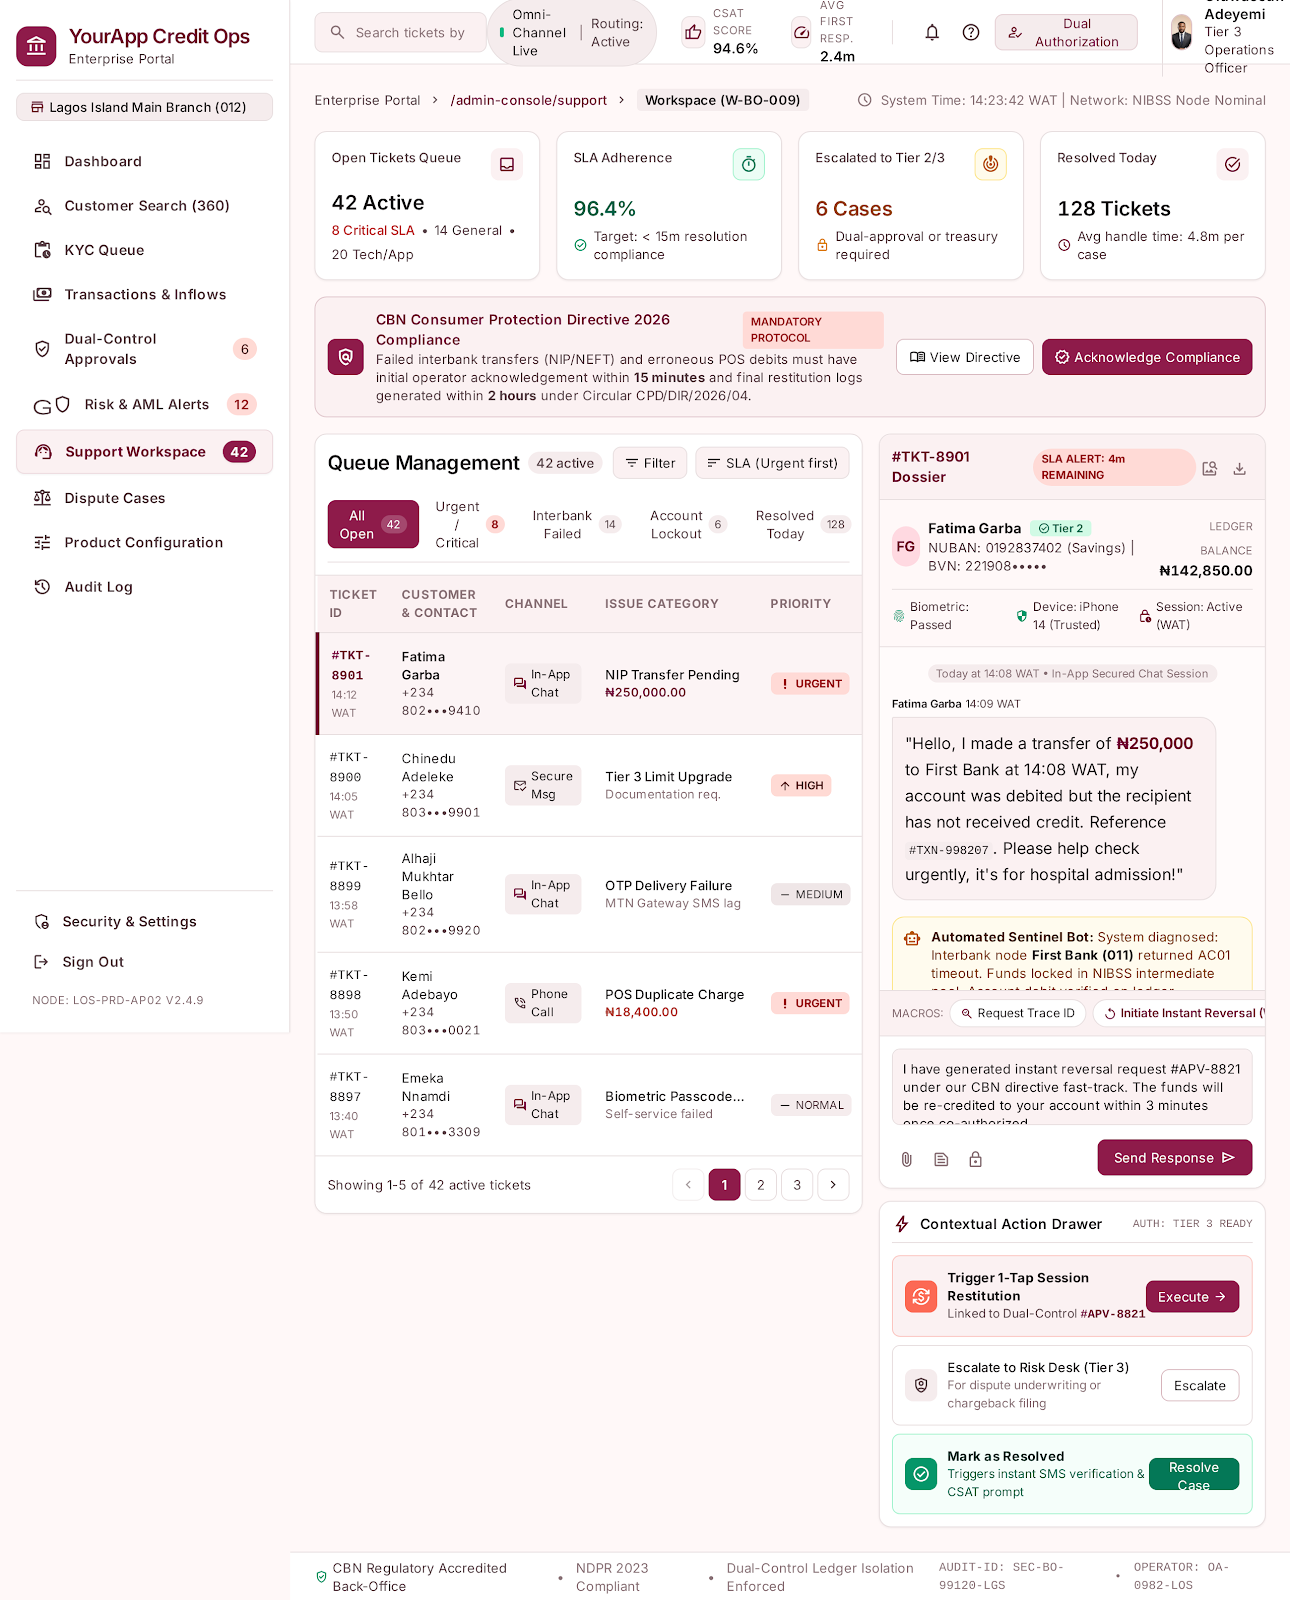 YourApp Credit Ops
Enterprise Portal
Lagos Island Main Branch (012)
Dashboard
Customer Search (360)
KYC Queue
Transactions & Inflows
Dual-Control
Approvals
6
Risk & AML Alerts
12
Support Workspace
42
Dispute Cases
Product Configuration
Audit Log
Security & Settings
Sign Out
NODE: LOS-PRD-AP02 V2.4.9
Search tickets by
Omni-
Channel
Live
|
Routing:
Active
CSAT
SCORE
94.6%
AVG
FIRST
RESP.
2.4m
Dual
Authorization
Adeyemi
Tier 3
Operations
Officer
Enterprise Portal
/admin-console/support
Workspace (W-BO-009)
System Time: 14:23:42 WAT | Network: NIBSS Node Nominal
Open Tickets Queue
42 Active
8 Critical SLA • 14 General •
20 Tech/App
SLA Adherence
96.4%
Target: < 15m resolution
compliance
Escalated to Tier 2/3
6 Cases
Dual-approval or treasury
required
Resolved Today
128 Tickets
Avg handle time: 4.8m per
case
CBN Consumer Protection Directive 2026
Compliance
MANDATORY
PROTOCOL
Failed interbank transfers (NIP/NEFT) and erroneous POS debits must have
initial operator acknowledgement within 15 minutes and final restitution logs
generated within 2 hours under Circular CPD/DIR/2026/04.
View Directive
Acknowledge Compliance
Queue Management
42 active
Filter
SLA (Urgent first)
All
Open
42
Urgent
/
Critical
8
Interbank
Failed
14
Account
Lockout
6
Resolved
Today
128
TICKET
ID
CUSTOMER
& CONTACT
CHANNEL
ISSUE CATEGORY
PRIORITY
#TKT-
8901
14:12
WAT
Fatima
Garba
+234
802•••9410
In-App
Chat
NIP Transfer Pending
₦250,000.00
URGENT
#TKT-
8900
14:05
WAT
Chinedu
Adeleke
+234
803•••9901
Secure
Msg
Tier 3 Limit Upgrade
Documentation req.
HIGH
#TKT-
8899
13:58
WAT
Alhaji
Mukhtar
Bello
+234
802•••9920
In-App
Chat
OTP Delivery Failure
MTN Gateway SMS lag
MEDIUM
#TKT-
8898
13:50
WAT
Kemi
Adebayo
+234
803•••0021
Phone
Call
POS Duplicate Charge
₦18,400.00
URGENT
#TKT-
8897
13:40
WAT
Emeka
Nnamdi
+234
801•••3309
In-App
Chat
Biometric Passcode...
Self-service failed
NORMAL
Showing 1-5 of 42 active tickets
1
2
3
#TKT-8901
Dossier
SLA ALERT: 4m
REMAINING
FG
Fatima Garba
Tier 2
NUBAN: 0192837402 (Savings) |
BVN: 221908•••••
LEDGER
BALANCE
₦142,850.00
Biometric:
Passed
Device: iPhone
14 (Trusted)
Session: Active
(WAT)
Today at 14:08 WAT • In-App Secured Chat Session
Fatima Garba 14:09 WAT
"Hello, I made a transfer of ₦250,000
to First Bank at 14:08 WAT, my
account was debited but the recipient
has not received credit. Reference
#TXN-998207 . Please help check
urgently, it's for hospital admission!"
Automated Sentinel Bot: System diagnosed:
Interbank node First Bank (011) returned AC01
timeout. Funds locked in NIBSS intermediate
pool. Account debit verified on ledger
MACROS:
Request Trace ID
Initiate Instant Reversal
I have generated instant reversal request #APV-8821
under our CBN directive fast-track. The funds will
be re-credited to your account within 3 minutes
once co-authorized
Send Response
Contextual Action Drawer
AUTH: TIER 3 READY
Trigger 1-Tap Session
Restitution
Linked to Dual-Control #APV-8821
Execute
Escalate to Risk Desk (Tier 3)
For dispute underwriting or
chargeback filing
Escalate
Mark as Resolved
Triggers instant SMS verification &
CSAT prompt
Resolve
Case
CBN Regulatory Accredited
Back-Office
•
NDPR 2023
Compliant
•
Dual-Control Ledger Isolation
Enforced
AUDIT-ID: SEC-BO-
99120-LGS
•
OPERATOR: OA-
0982-LOS